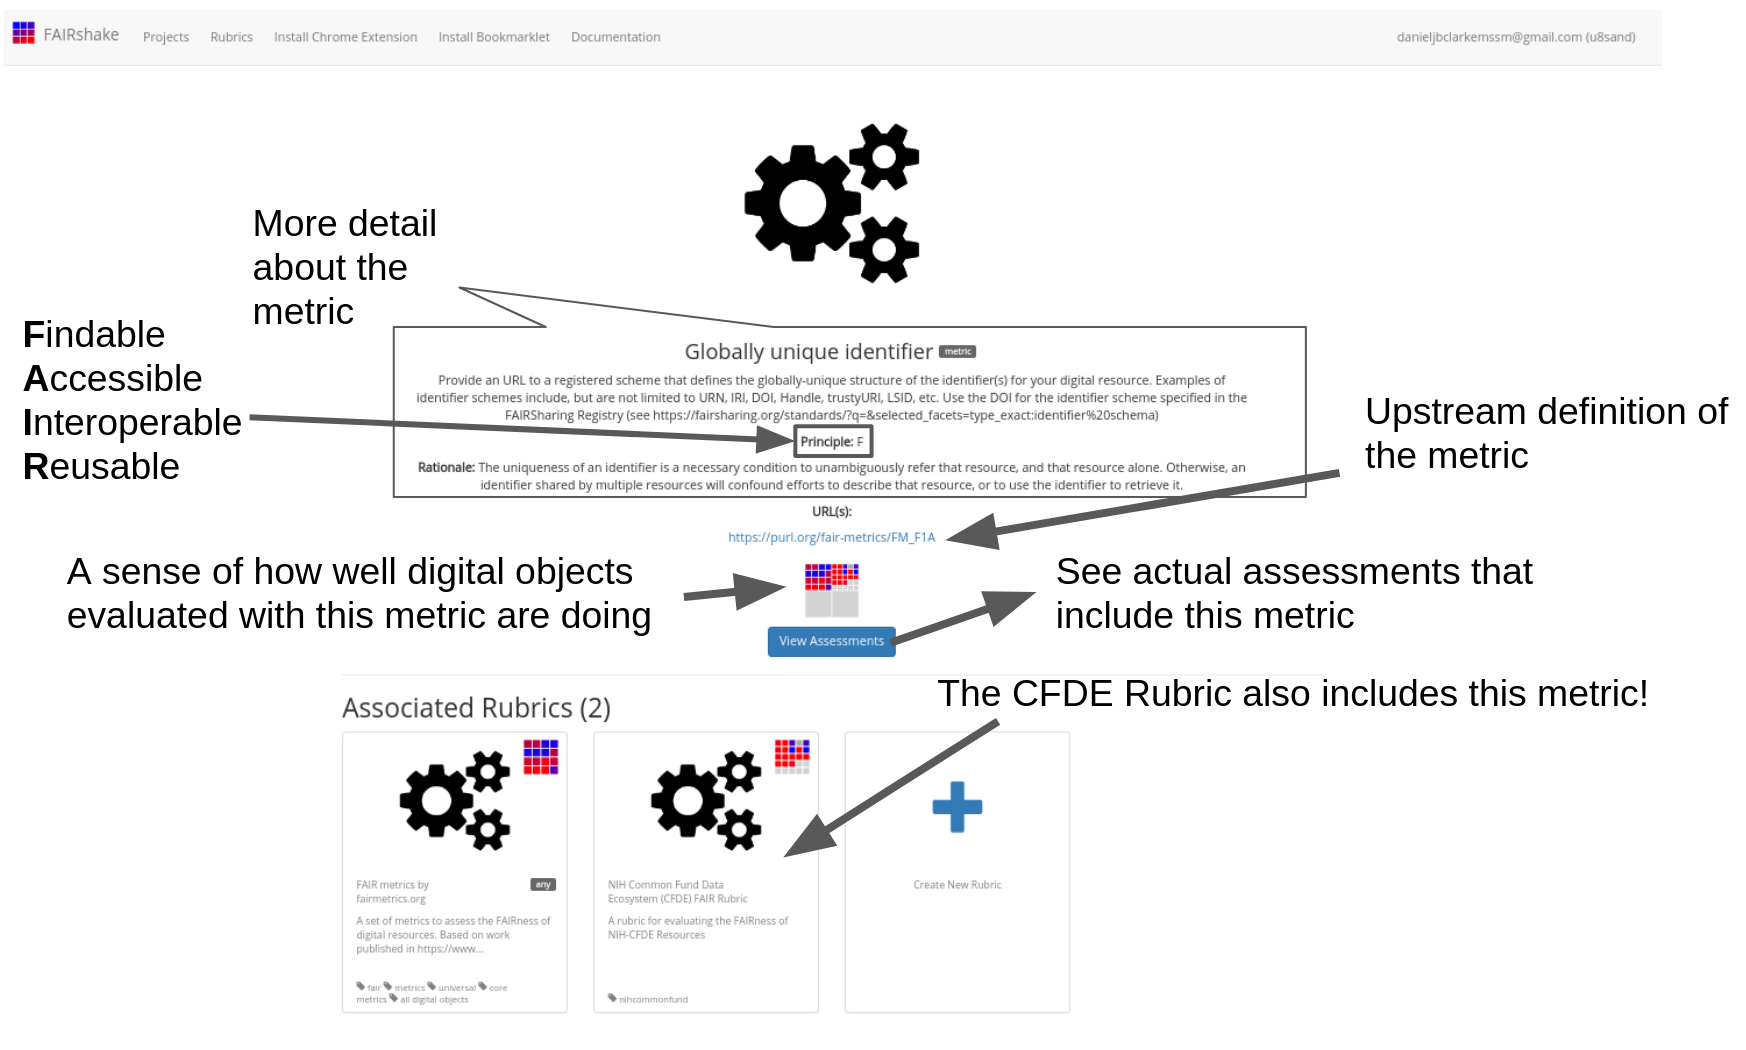 FAIRshake Projects Rubrics Install Chrome Extension Install Bookmarklet Documentation danieljbclarkemssm@gmail.com (u8sand)
More detail
about the
metric
Findable
Accessible
Interoperable
Reusable
Globally unique identifier metric
Provide an URL to a registered scheme that defines the globally-unique structure of the identifier(s) for your digital resource. Examples of
identifier schemes include, but are not limited to URN, IRI, DOI, Handle, trustyURI, LSID, etc. Use the DOI for the identifier scheme specified in the
FAIRSharing Registry (see https://fairsharing.org/standards/?q=&selected_facets=type_exact:identifier%20schema)
Principle: F
Rationale: The uniqueness of an identifier is a necessary condition to unambiguously refer that resource, and that resource alone. Otherwise, an
identifier shared by multiple resources will confound efforts to describe that resource, or to use the identifier to retrieve it.
Upstream definition of
the metric
URL(s):
https://purl.org/fair-metrics/FM_F1A
A sense of how well digital objects
evaluated with this metric are doing
See actual assessments that
include this metric
View Assessments
The CFDE Rubric also includes this metric!
Associated Rubrics (2)
FAIR metrics by
fairmetrics.org
any
A set of metrics to assess the FAIRness of
digital resources. Based on work
published in https://www...
fair metrics universal core
metrics all digital objects
NIH Common Fund Data
Ecosystem (CFDE) FAIR Rubric
A rubric for evaluating the FAIRness of
NIH-CFDE Resources
nihcommonfund
Create New Rubric